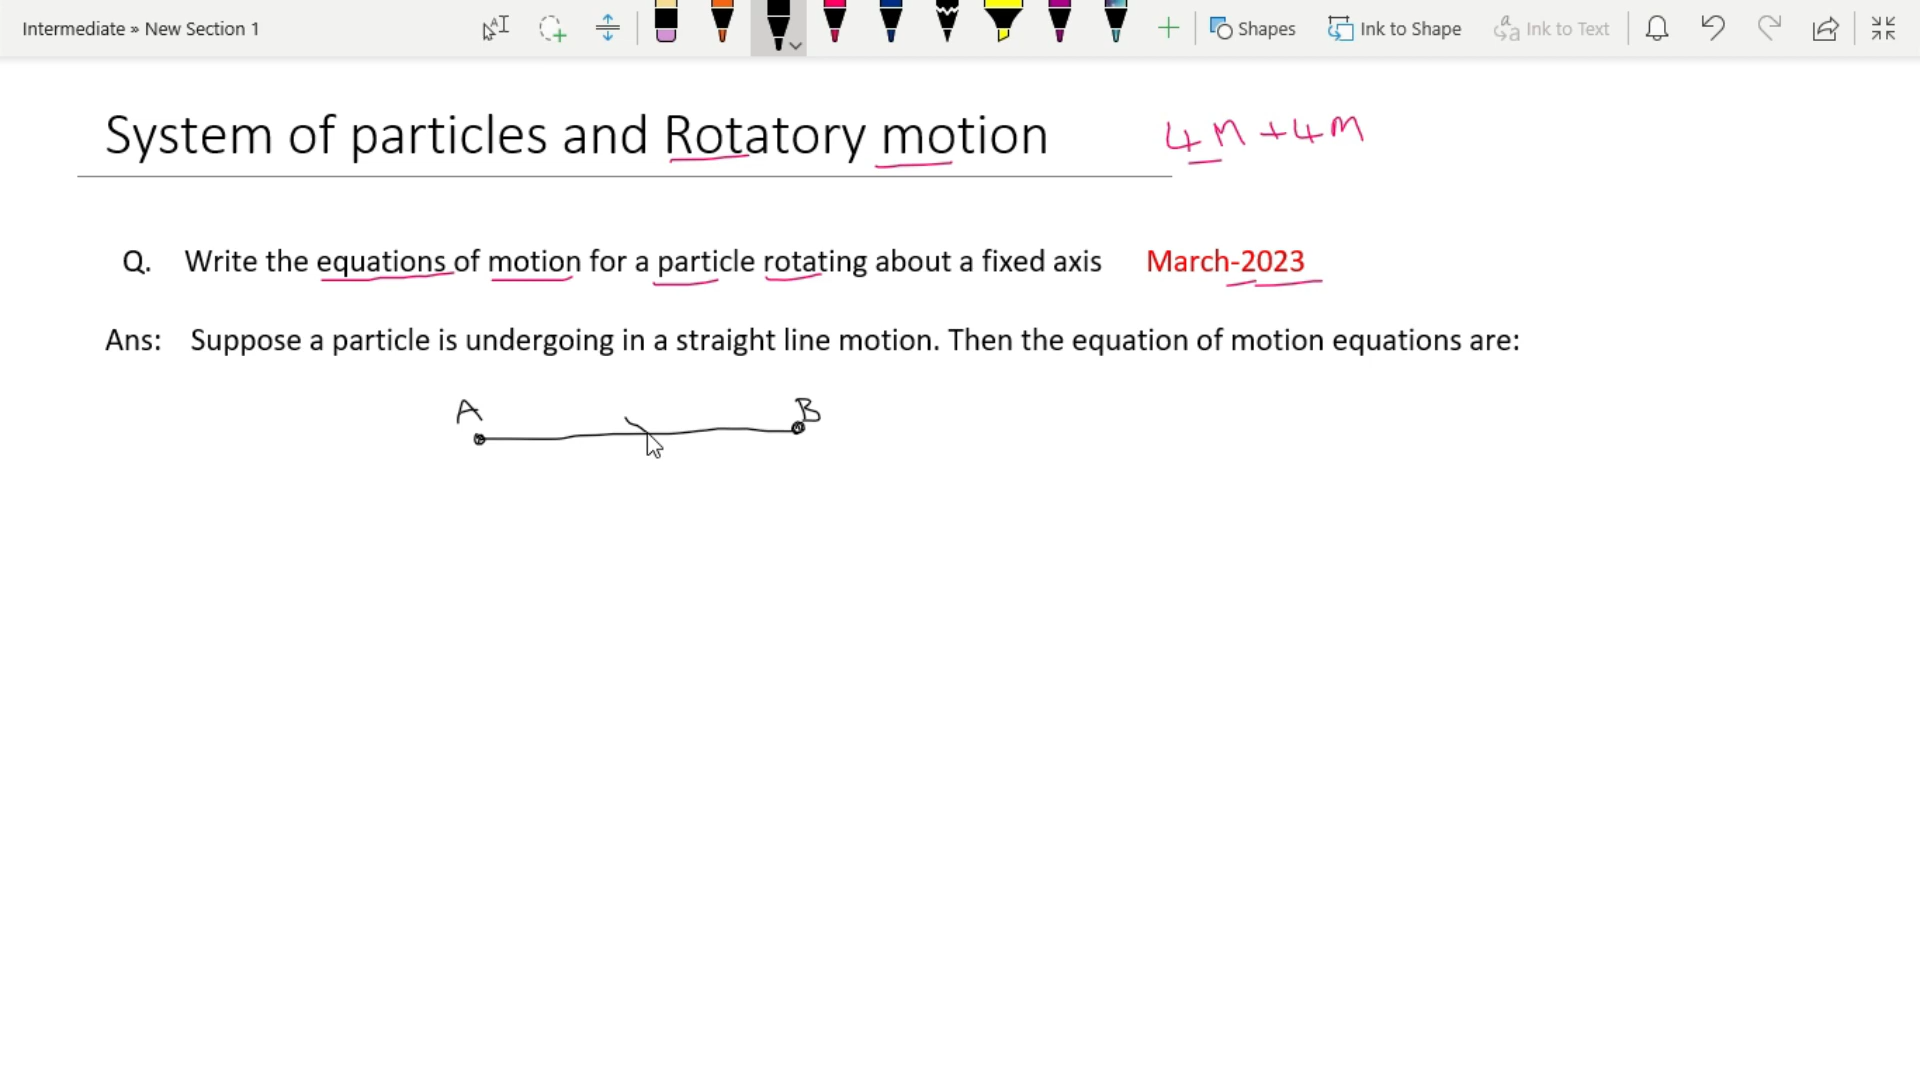 Intermediate » New Section 1
Shapes
Ink to Shape
Ink to Text
System of particles and Rotatory motion 4M+4M
Q. Write the equations of motion for a particle rotating about a fixed axis March-2023
Ans: Suppose a particle is undergoing in a straight line motion. Then the equation of motion equations are:
A B